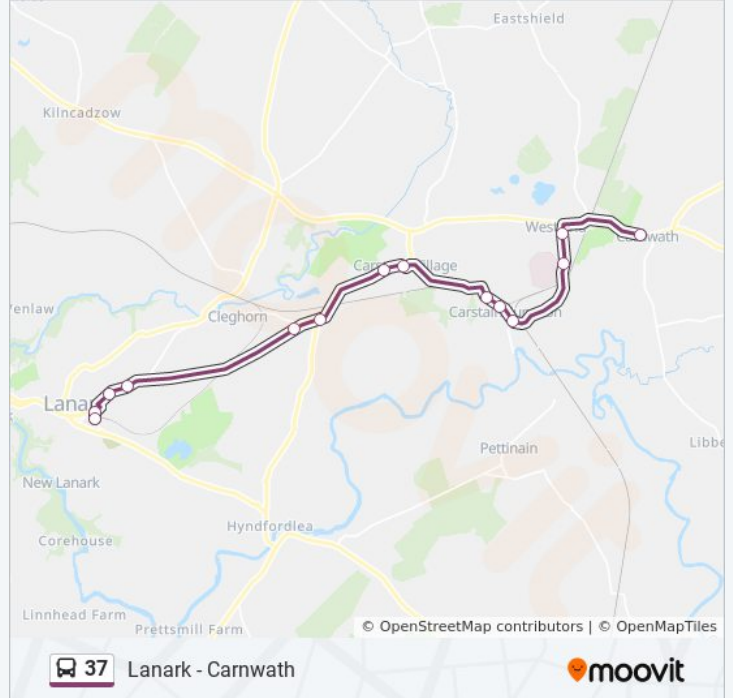 Eastshield
Kilncadzow
Carnwath
Village
Cleghorn
Lanark
Pettinain
New Lanark
Hyndfordlea
Corehouse
Linnhead Farm
Prettsmill Farm
© OpenStreetMap contributors | © OpenMapTiles
37 Lanark - Carnwath
moovit